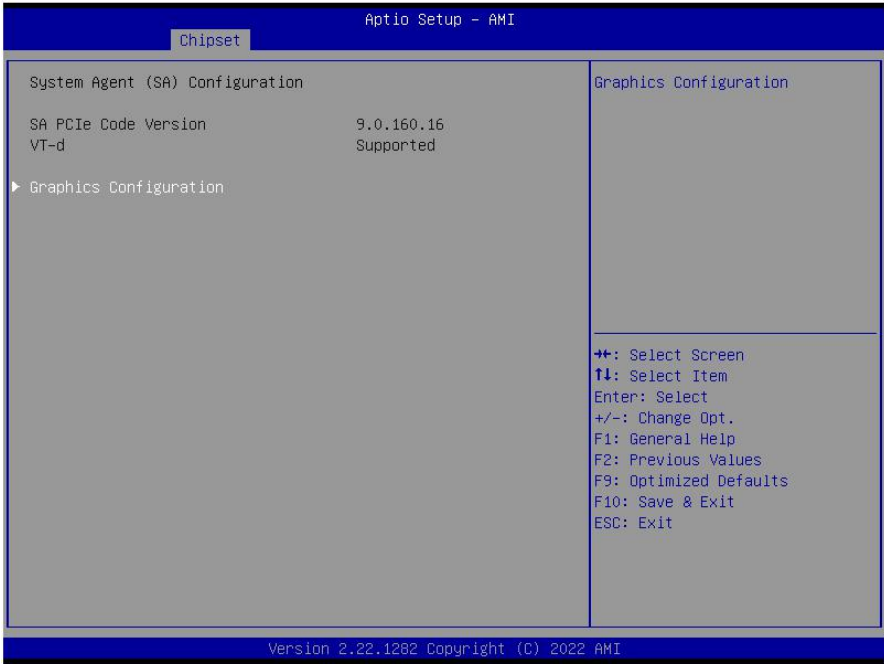 Aptio Setup – AMI
Chipset
System Agent (SA) Configuration
SA PCIe Code Version 9.0.160.16
VT-d Supported
Graphics Configuration
Graphics Configuration
→←: Select Screen
↑↓: Select Item
Enter: Select
+/-: Change Opt.
F1: General Help
F2: Previous Values
F9: Optimized Defaults
F10: Save & Exit
ESC: Exit
Version 2.22.1282 Copyright (C) 2022 AMI